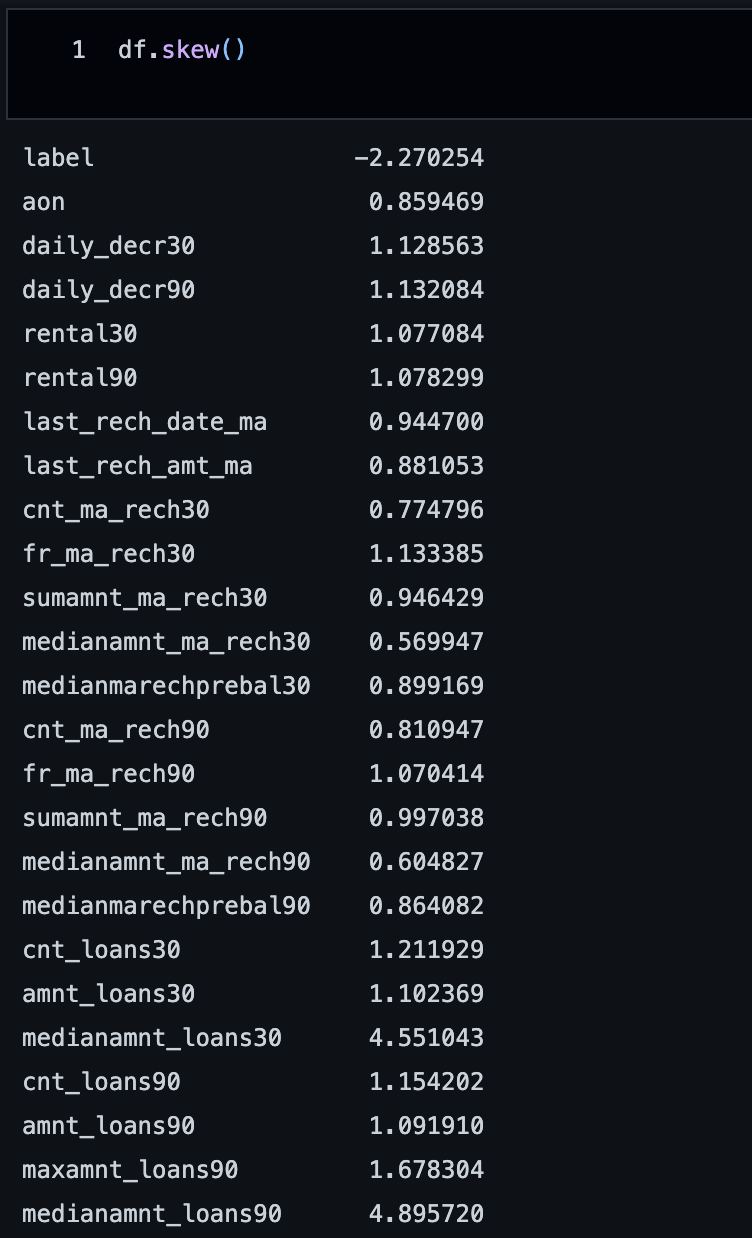 1 df.skew()
label -2.270254
aon 0.859469
daily_decr30 1.128563
daily_decr90 1.132084
rental30 1.077084
rental90 1.078299
last_rech_date_ma 0.944700
last_rech_amt_ma 0.881053
cnt_ma_rech30 0.774796
fr_ma_rech30 1.133385
sumamnt_ma_rech30 0.946429
medianamnt_ma_rech30 0.569947
medianmarechprebal30 0.899169
cnt_ma_rech90 0.810947
fr_ma_rech90 1.070414
sumamnt_ma_rech90 0.997038
medianamnt_ma_rech90 0.604827
medianmarechprebal90 0.864082
cnt_loans30 1.211929
amnt_loans30 1.102369
medianamnt_loans30 4.551043
cnt_loans90 1.154202
amnt_loans90 1.091910
maxamnt_loans90 1.678304
medianamnt_loans90 4.895720